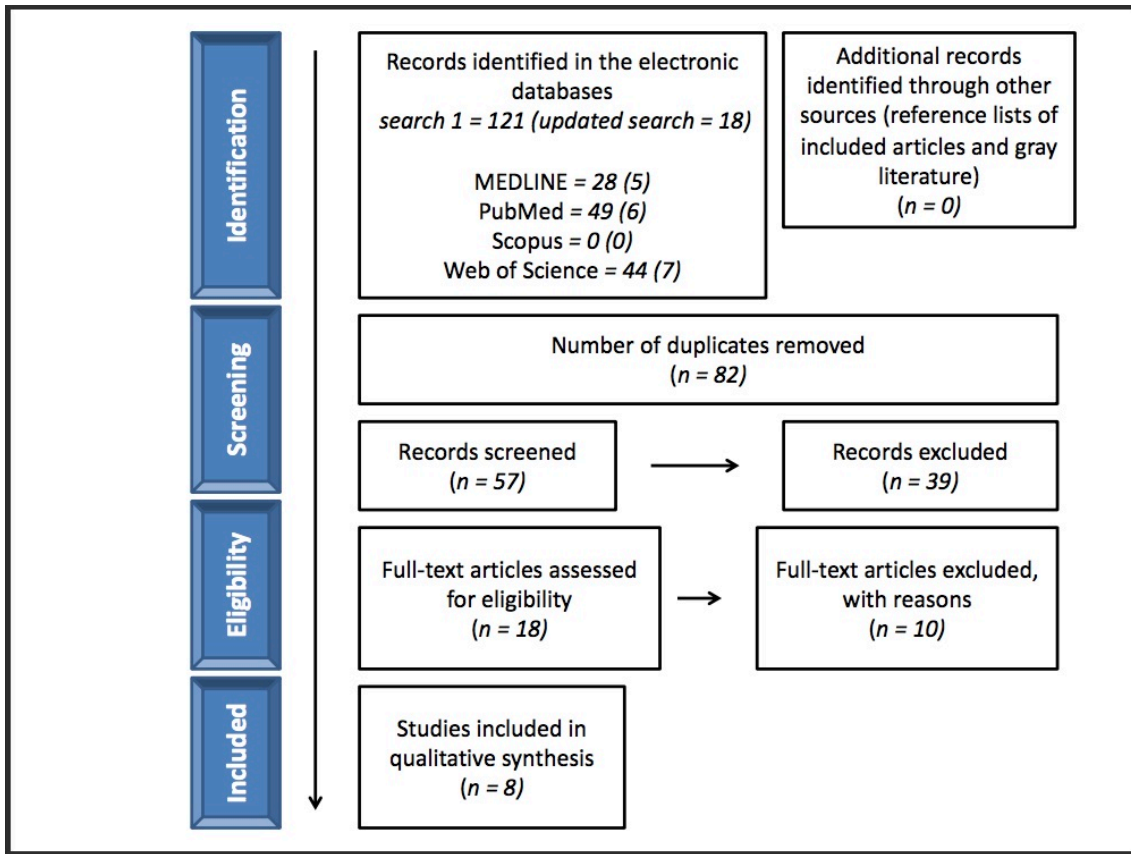 Identification
Records identified in the electronic
databases
search 1 = 121 (updated search = 18)
MEDLINE = 28 (5)
PubMed = 49 (6)
Scopus = 0 (0)
Web of Science = 44 (7)
Additional records
identified through other
sources (reference lists of
included articles and gray
literature)
(n = 0)
Screening
Number of duplicates removed
(n = 82)
Records screened
(n = 57)
Records excluded
(n = 39)
Eligibility
Full-text articles assessed
for eligibility
(n = 18)
Full-text articles excluded,
with reasons
(n = 10)
Included
Studies included in
qualitative synthesis
(n = 8)